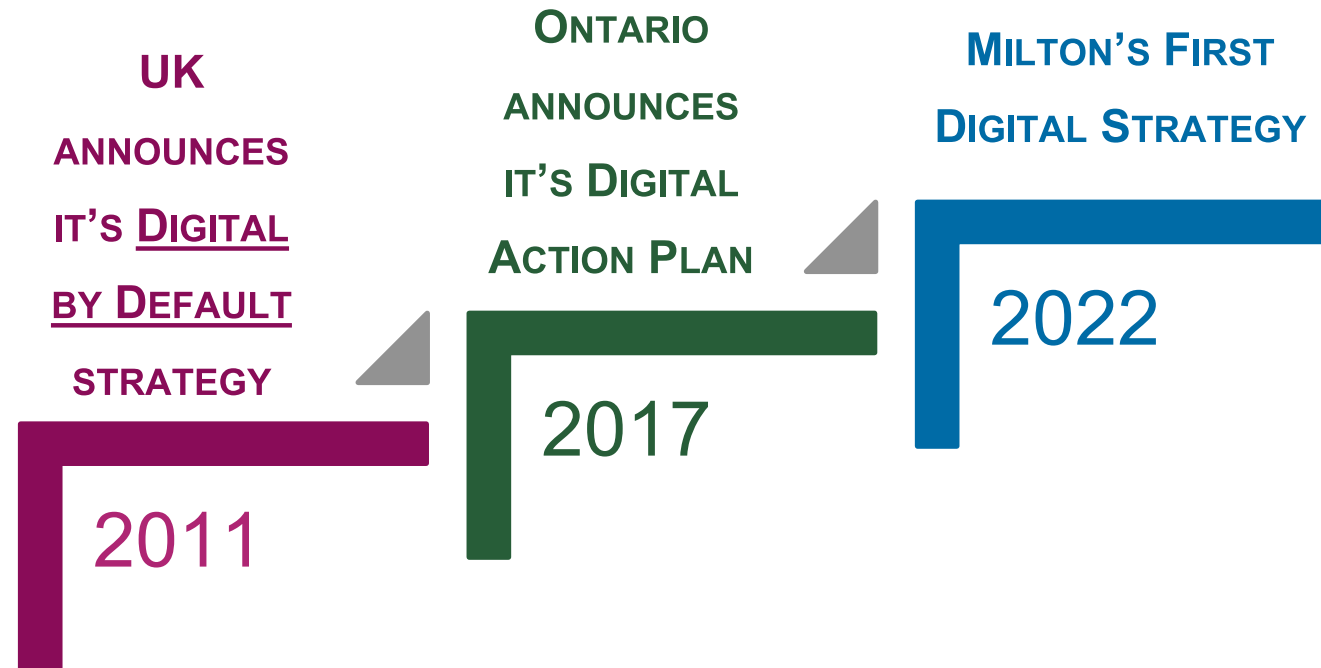 UK
ANNOUNCES
IT’S DIGITAL
BY DEFAULT
STRATEGY
2011
ONTARIO
ANNOUNCES
IT’S DIGITAL
ACTION PLAN
2017
MILTON’S FIRST
DIGITAL STRATEGY
2022